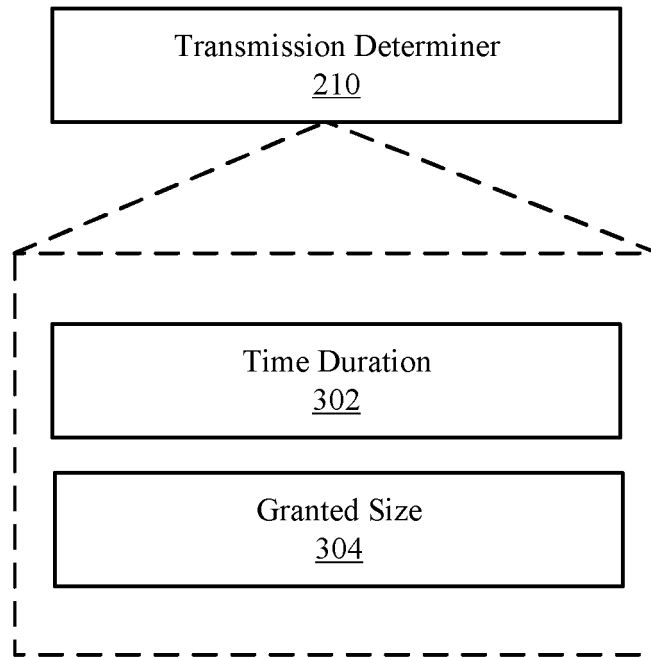 Transmission Determiner
210
Time Duration
302
Granted Size
304